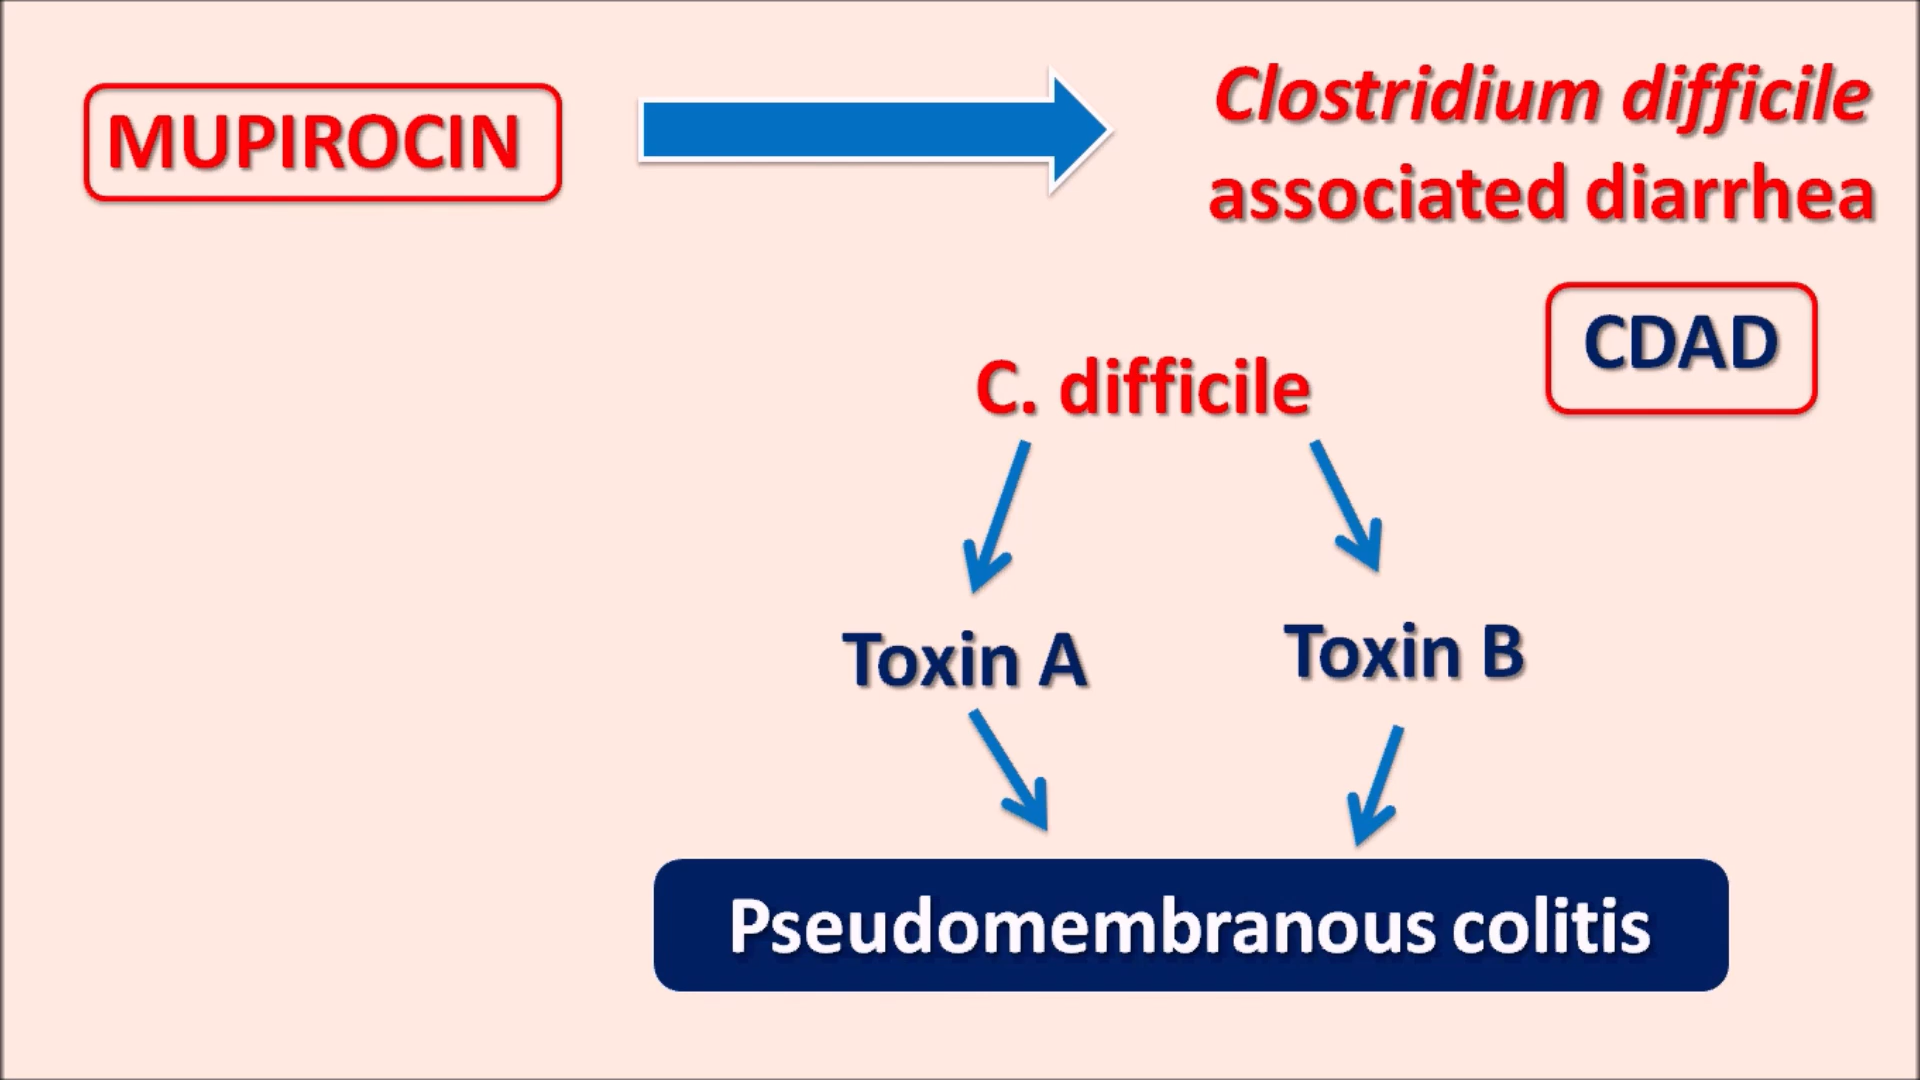 MUPIROCIN
Clostridium difficile
associated diarrhea
CDAD
C. difficile
Toxin A
Toxin B
Pseudomembranous colitis